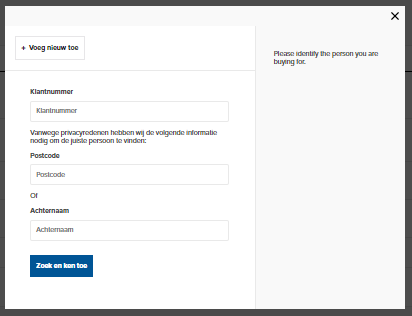 + Voeg nieuw toe
Klantnummer
Klantnummer
Vanwege privacyredenen hebben wij de volgende informatie
nodig om de juiste persoon te vinden:
Postcode
Postcode
Of
Achternaam
Achternaam
Zoek en ken toe
Please identify the person you are
buying for.